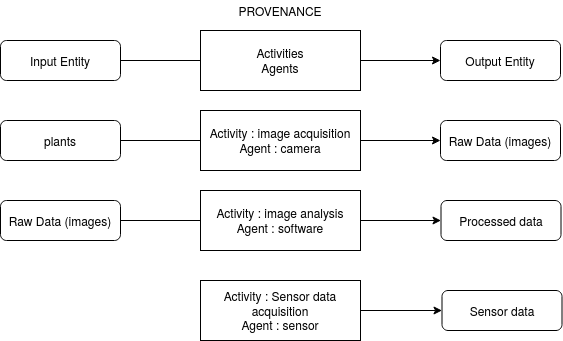 PROVENANCE
Input Entity
Activities
Agents
Output Entity
plants
Activity : image acquisition
Agent : camera
Raw Data (images)
Raw Data (images)
Activity : image analysis
Agent : software
Processed data
Activity : Sensor data
acquisition
Agent : sensor
Sensor data